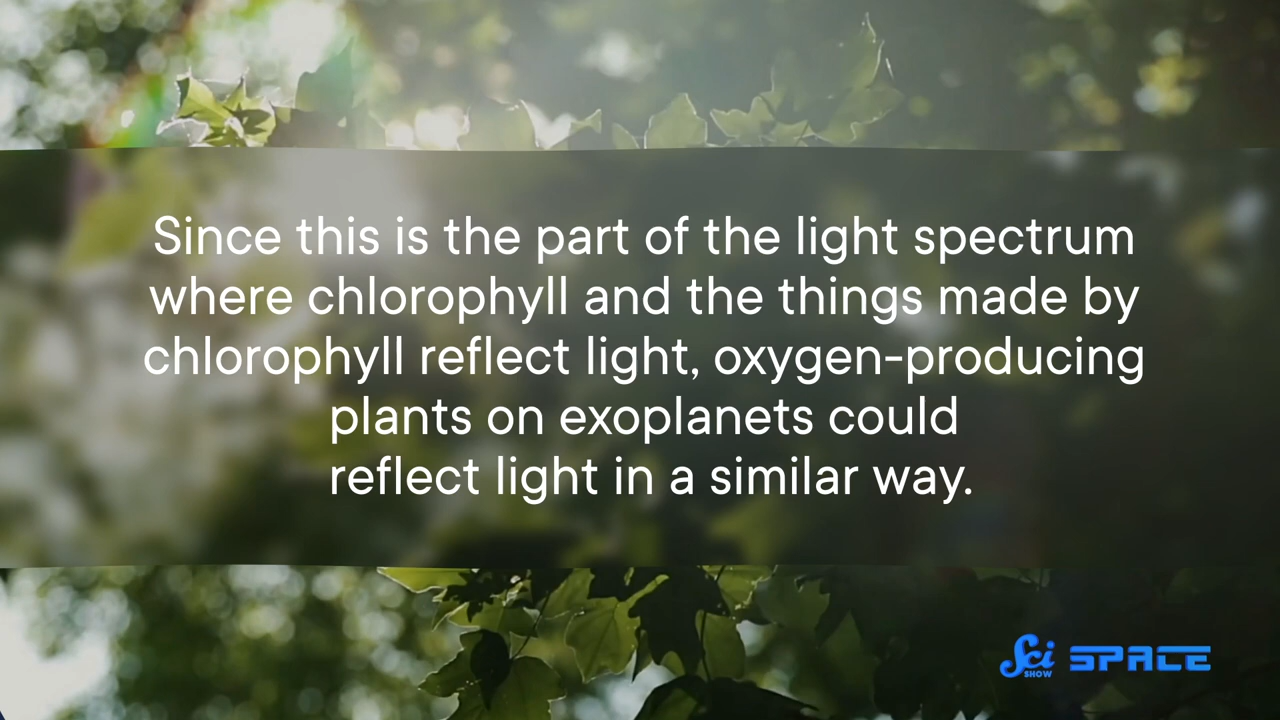 Since this is the part of the light spectrum
where chlorophyll and the things made by
chlorophyll reflect light, oxygen-producing
plants on exoplanets could
reflect light in a similar way.
Sci SHOW SPACE